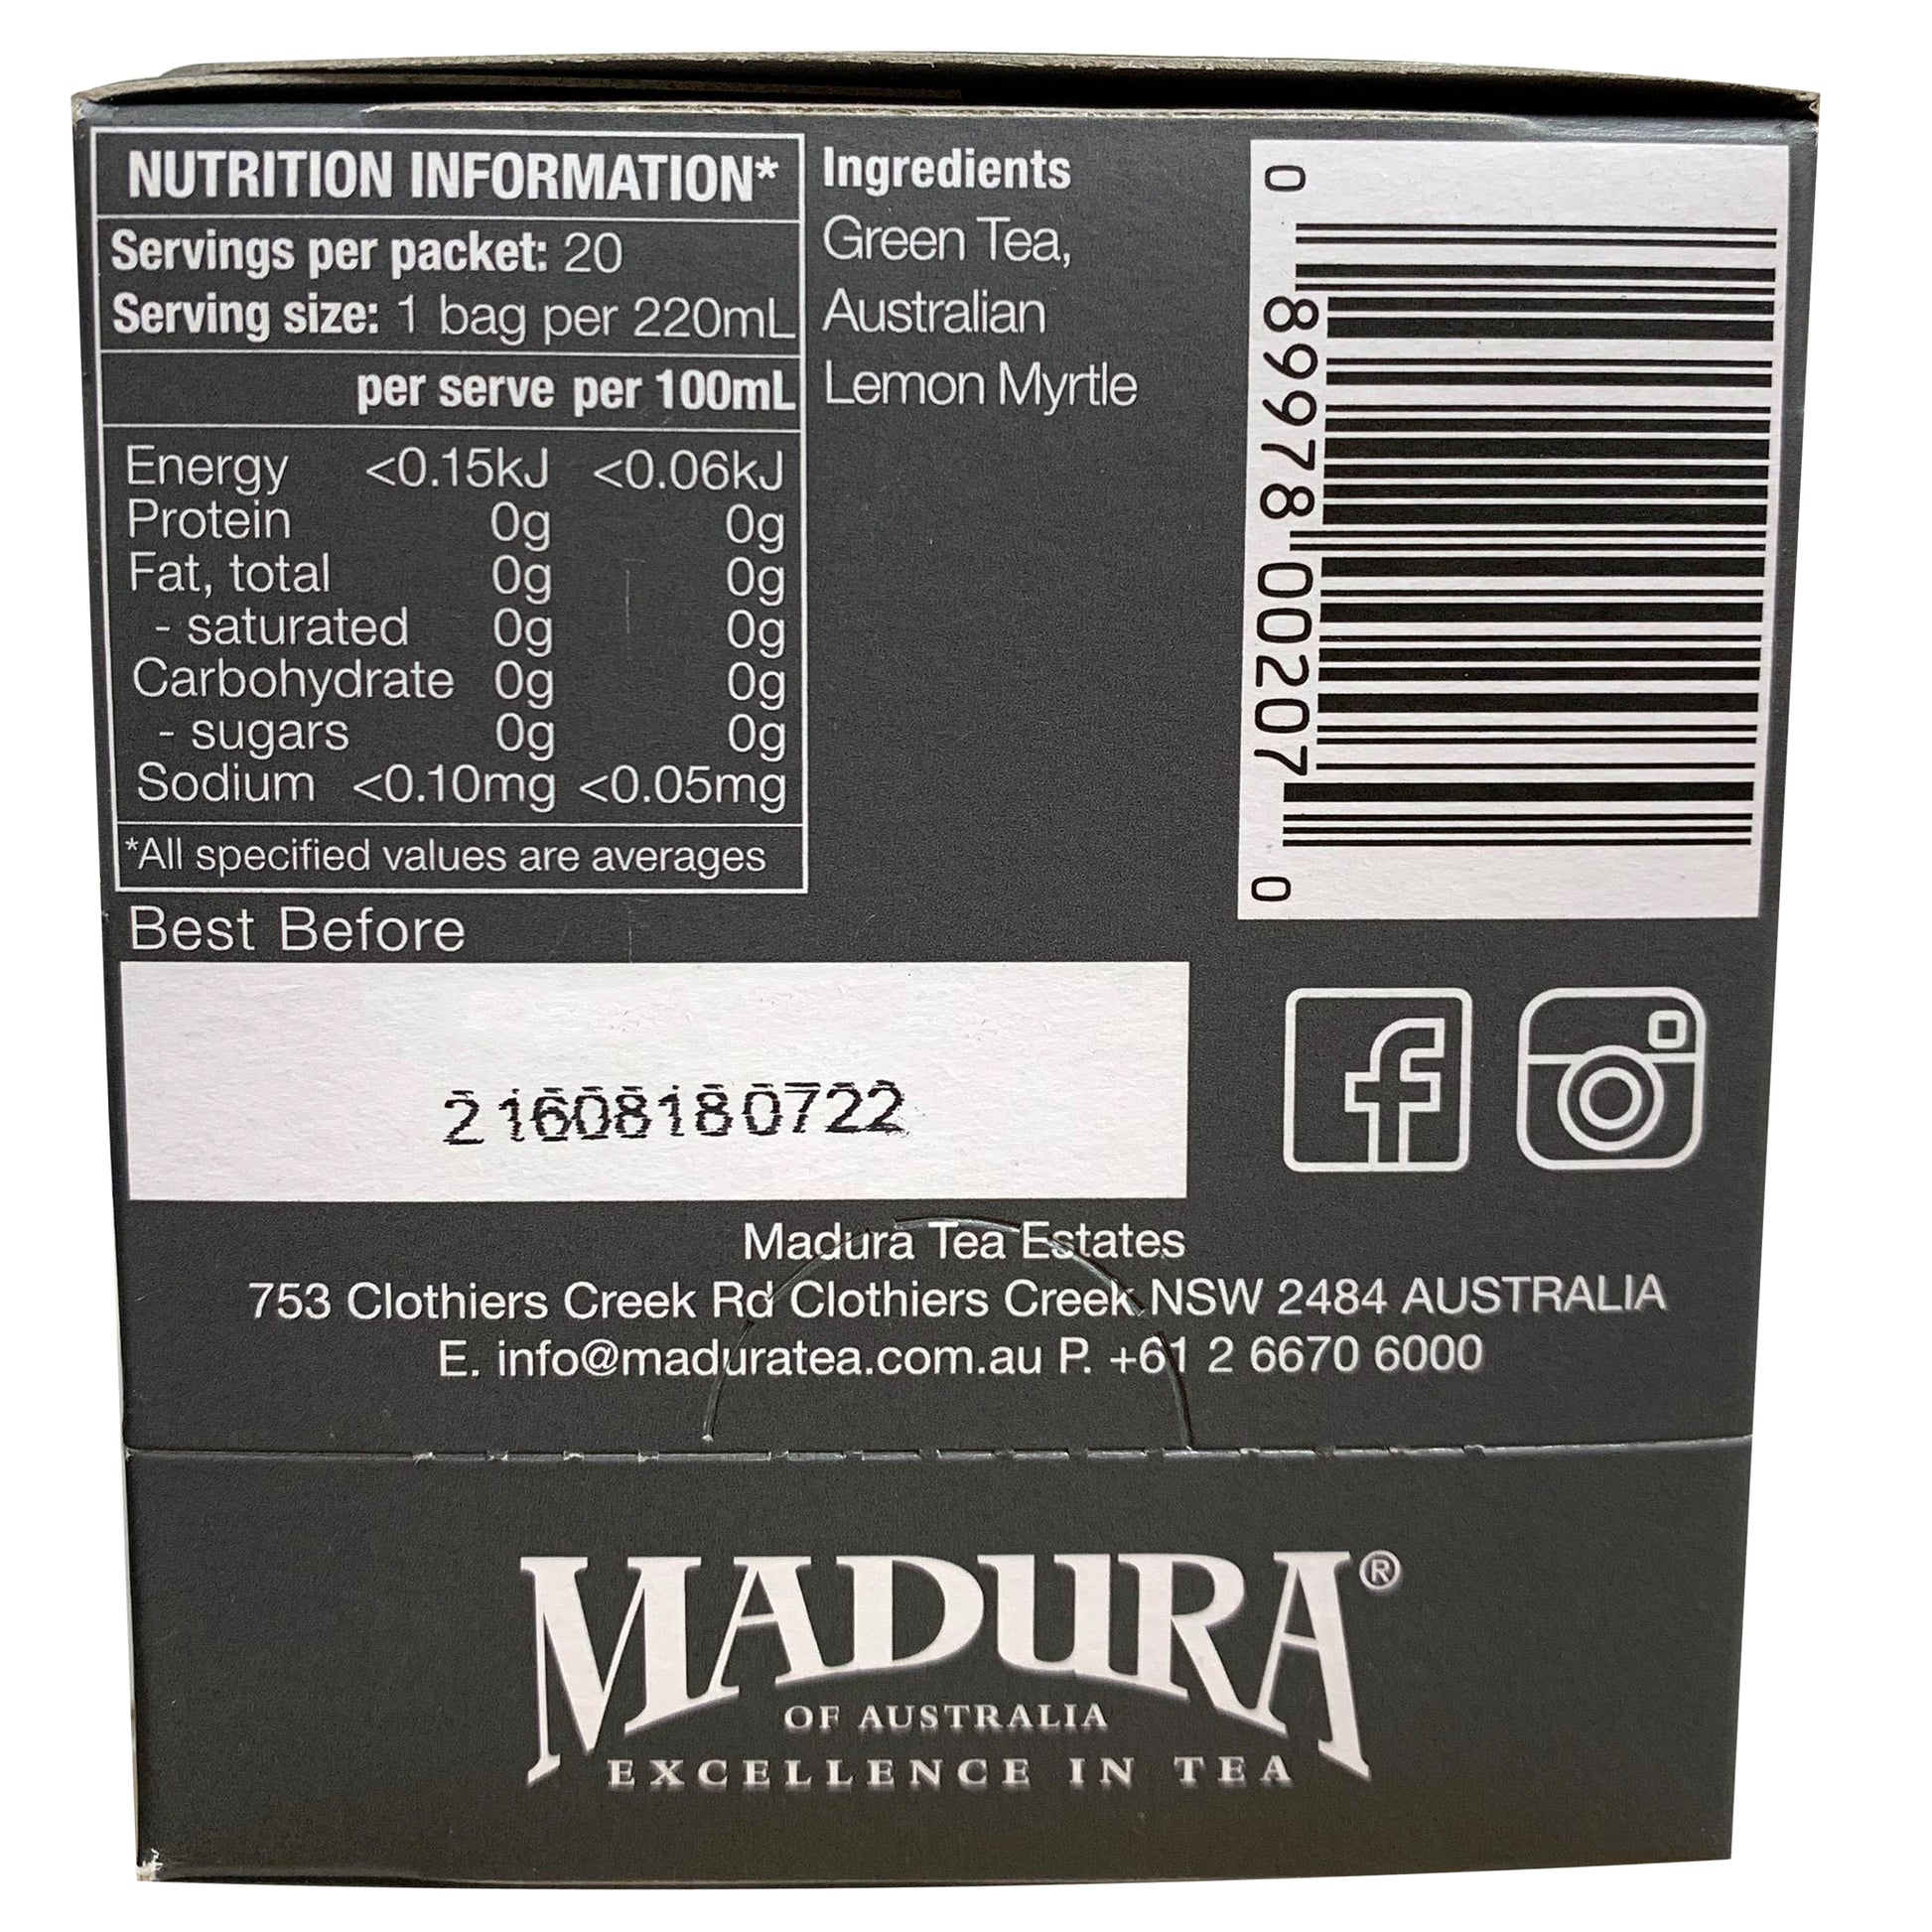 NUTRITION INFORMATION*
Servings per packet: 20
Serving size: 1 bag per 220mL
per serve per 100mL
Energy <0.15kJ <0.06kJ
Protein 0g 0g
Fat, total 0g 0g
- saturated 0g 0g
Carbohydrate 0g 0g
- sugars 0g 0g
Sodium <0.10mg <0.05mg
*All specified values are averages
Ingredients
Green Tea,
Australian
Lemon Myrtle
0 89978 00207 0
Best Before
21608180722
Madura Tea Estates
753 Clothiers Creek Rd Clothiers Creek NSW 2484 AUSTRALIA
E. info@maduratea.com.au P. +61 2 6670 6000
MADURA®
OF AUSTRALIA
EXCELLENCE IN TEA